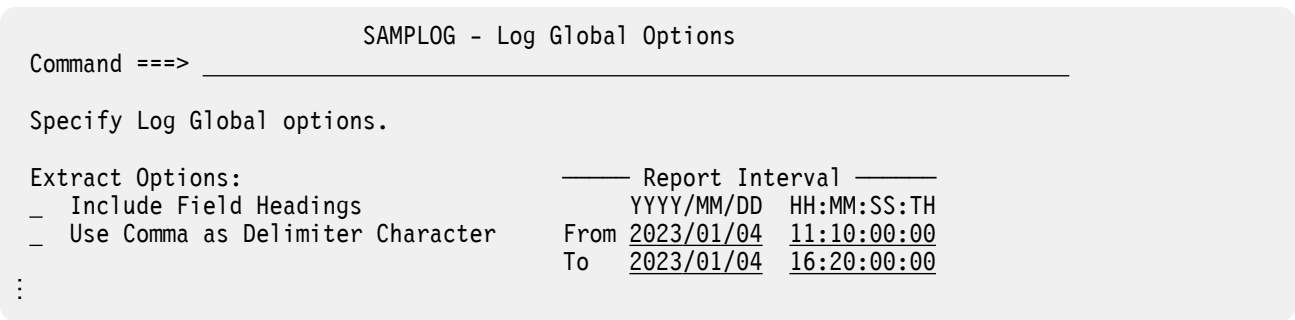 SAMPLOG - Log Global Options
Command ===> ________________________________________________________________
Specify Log Global options.
Extract Options: ───── Report Interval ──────
_ Include Field Headings YYYY/MM/DD HH:MM:SS:TH
_ Use Comma as Delimiter Character From 2023/01/04 11:10:00:00
To 2023/01/04 16:20:00:00
⋮